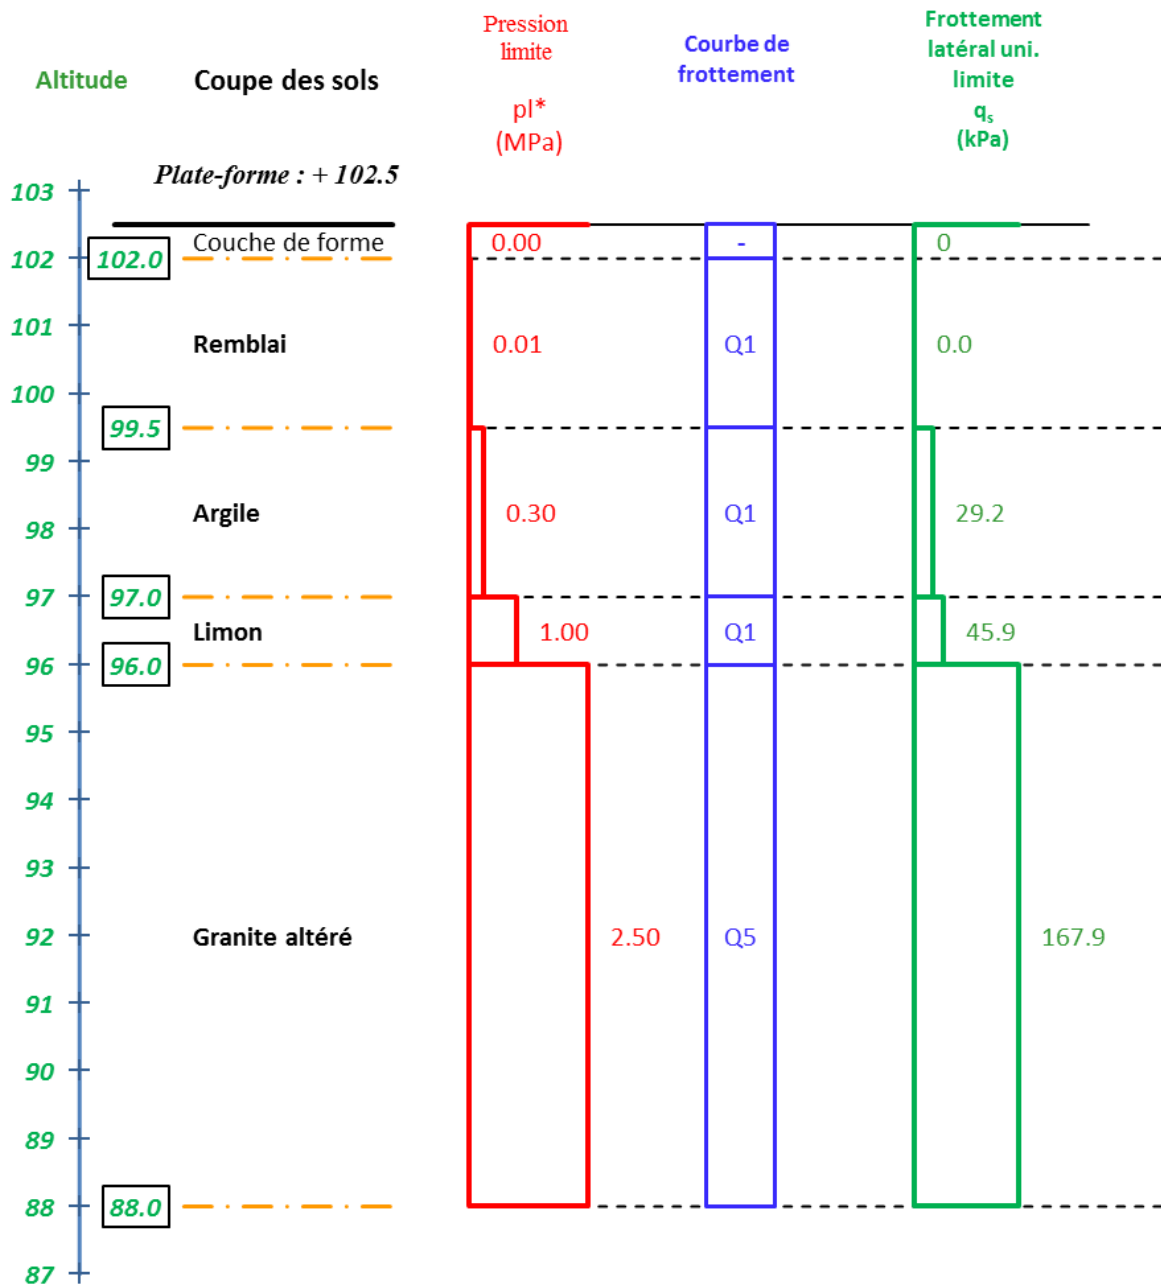 Altitude
Coupe des sols
Pression
limite
pl*
(MPa)
Courbe de
frottement
Frottement
latéral uni.
limite
qs
(kPa)
Plate-forme : + 102.5
103
Couche de forme
0.00
-
0
102
102.0
101
Remblai
0.01
Q1
0.0
100
99.5
99
Argile
0.30
Q1
29.2
98
97
97.0
Limon
1.00
Q1
45.9
96
96.0
95
94
93
92
Granite altéré
2.50
Q5
167.9
91
90
89
88
88.0
87